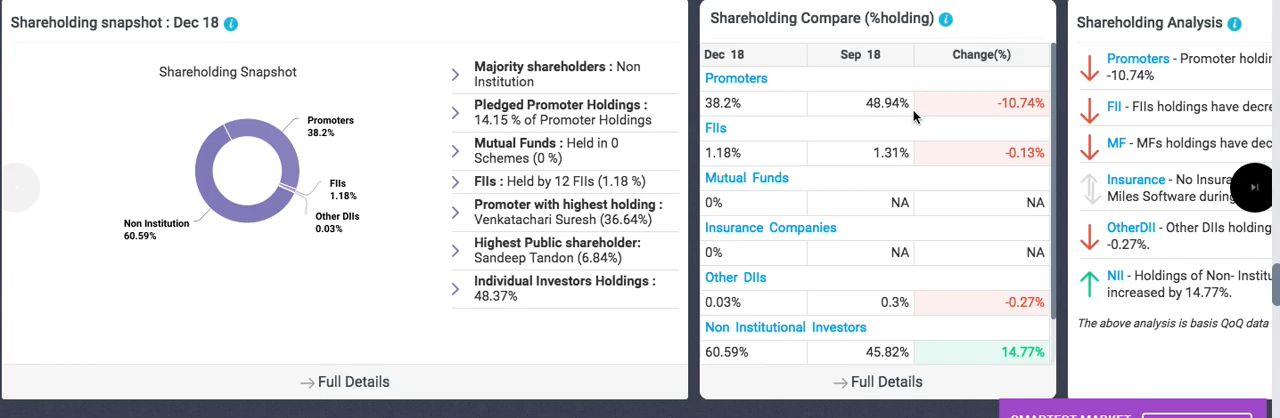 Shareholding snapshot : Dec 18
Shareholding Snapshot
Promoters
38.2%
FIIs
1.18%
Other DIIs
0.03%
Non Institution
60.59%
Majority shareholders : Non
Institution
Pledged Promoter Holdings :
14.15 % of Promoter Holdings
Mutual Funds : Held in 0
Schemes (0 %)
FIIs : Held by 12 FIIs (1.18 %)
Promoter with highest holding :
Venkatachari Suresh (36.64%)
Highest Public shareholder:
Sandeep Tandon (6.84%)
Individual Investors Holdings :
48.37%
Full Details
Shareholding Compare (%holding)
Dec 18 Sep 18 Change(%)
Promoters
38.2% 48.94% -10.74%
FIIs
1.18% 1.31% -0.13%
Mutual Funds
0% NA NA
Insurance Companies
0% NA NA
Other DIIs
0.03% 0.3% -0.27%
Non Institutional Investors
60.59% 45.82% 14.77%
Full Details
Shareholding Analysis
Promoters - Promoter holdin
-10.74%
FII - FIIs holdings have decre
MF - MFs holdings have dec
Insurance - No Insura
Miles Software during
OtherDII - Other DIIs holding
-0.27%.
NII - Holdings of Non- Institu
increased by 14.77%.
The above analysis is basis QoQ data
SMARTEST MARKET